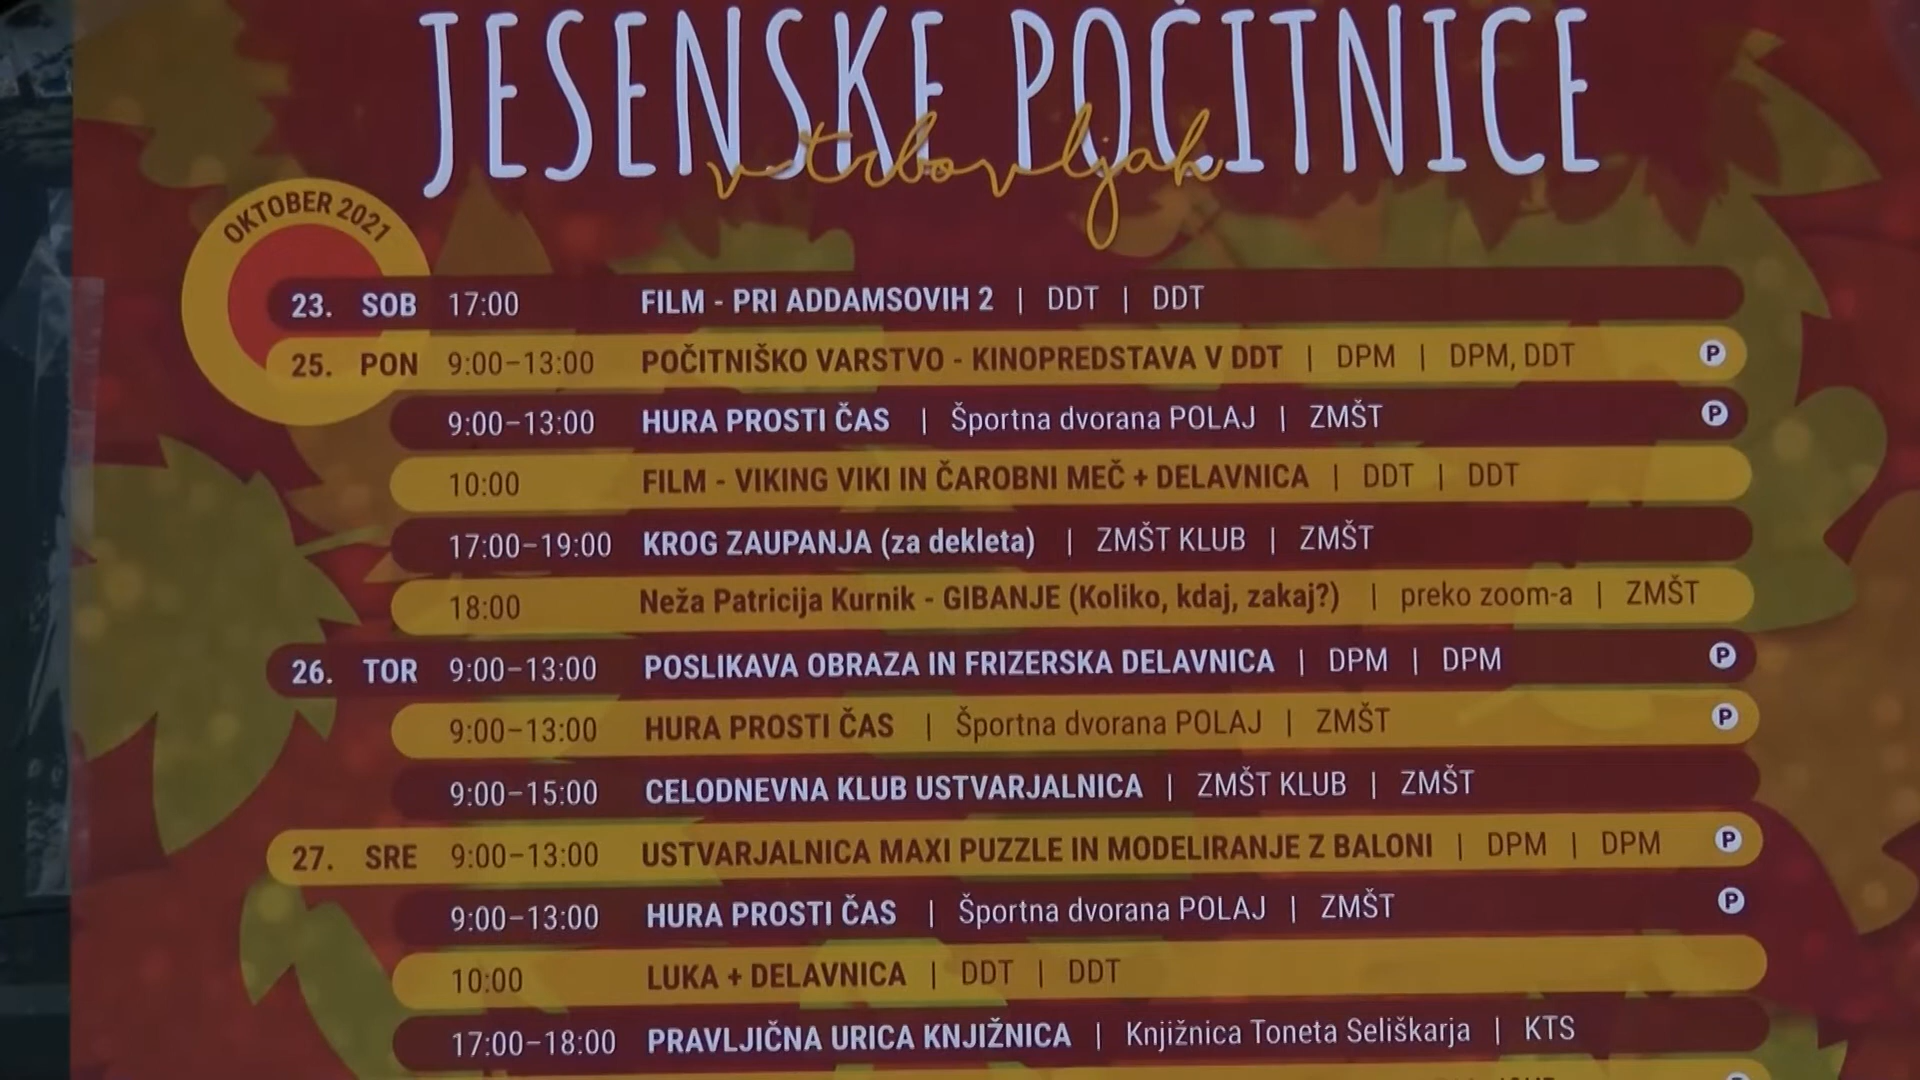 JESENSKE POČITNICE
v trbovljah
OKTOBER 2021
23. SOB 17:00 FILM - PRI ADDAMSOVIH 2 | DDT | DDT
25. PON 9:00–13:00 POČITNIŠKO VARSTVO - KINOPREDSTAVA V DDT | DPM | DPM, DDT P
9:00–13:00 HURA PROSTI ČAS | Športna dvorana POLAJ | ZMŠT P
10:00 FILM - VIKING VIKI IN ČAROBNI MEČ + DELAVNICA | DDT | DDT
17:00–19:00 KROG ZAUPANJA (za dekleta) | ZMŠT KLUB | ZMŠT
18:00 Neža Patricija Kurnik - GIBANJE (Koliko, kdaj, zakaj?) | preko zoom-a | ZMŠT
26. TOR 9:00–13:00 POSLIKAVA OBRAZA IN FRIZERSKA DELAVNICA | DPM | DPM P
9:00–13:00 HURA PROSTI ČAS | Športna dvorana POLAJ | ZMŠT P
9:00–15:00 CELODNEVNA KLUB USTVARJALNICA | ZMŠT KLUB | ZMŠT
27. SRE 9:00–13:00 USTVARJALNICA MAXI PUZZLE IN MODELIRANJE Z BALONI | DPM | DPM P
9:00–13:00 HURA PROSTI ČAS | Športna dvorana POLAJ | ZMŠT P
10:00 LUKA + DELAVNICA | DDT | DDT
17:00–18:00 PRAVLJIČNA URICA KNJIŽNICA | Knjižnica Toneta Seliškarja | KTS